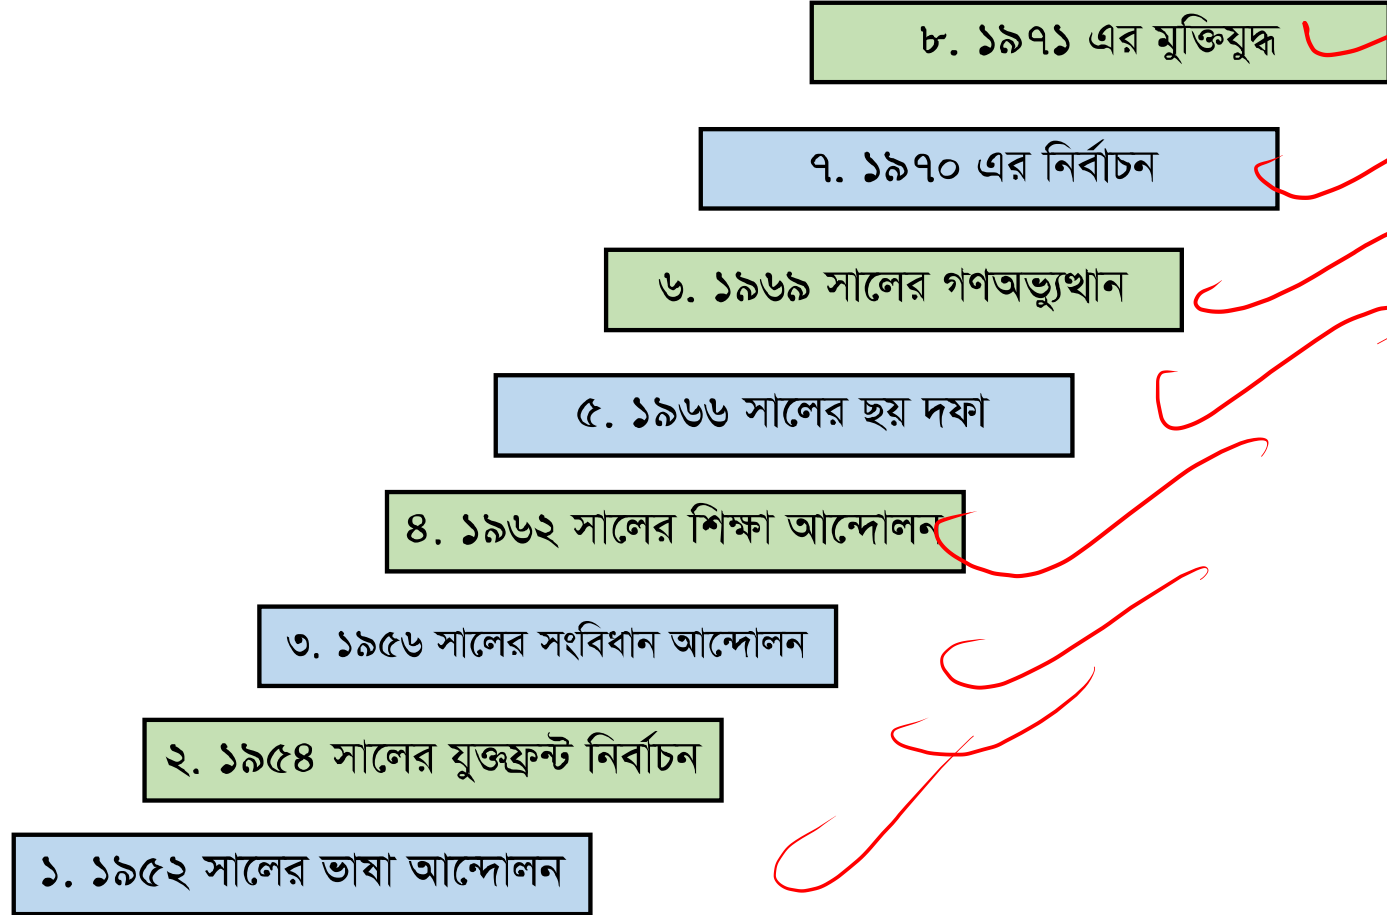 ৮. ১৯৭১ এর মুক্তিযুদ্ধ
৭. ১৯৭০ এর নির্বাচন
৬. ১৯৬৯ সালের গণঅভ্যুত্থান
৫. ১৯৬৬ সালের ছয় দফা
৪. ১৯৬২ সালের শিক্ষা আন্দোলন
৩. ১৯৫৬ সালের সংবিধান আন্দোলন
২. ১৯৫৪ সালের যুক্তফ্রন্ট নির্বাচন
১. ১৯৫২ সালের ভাষা আন্দোলন